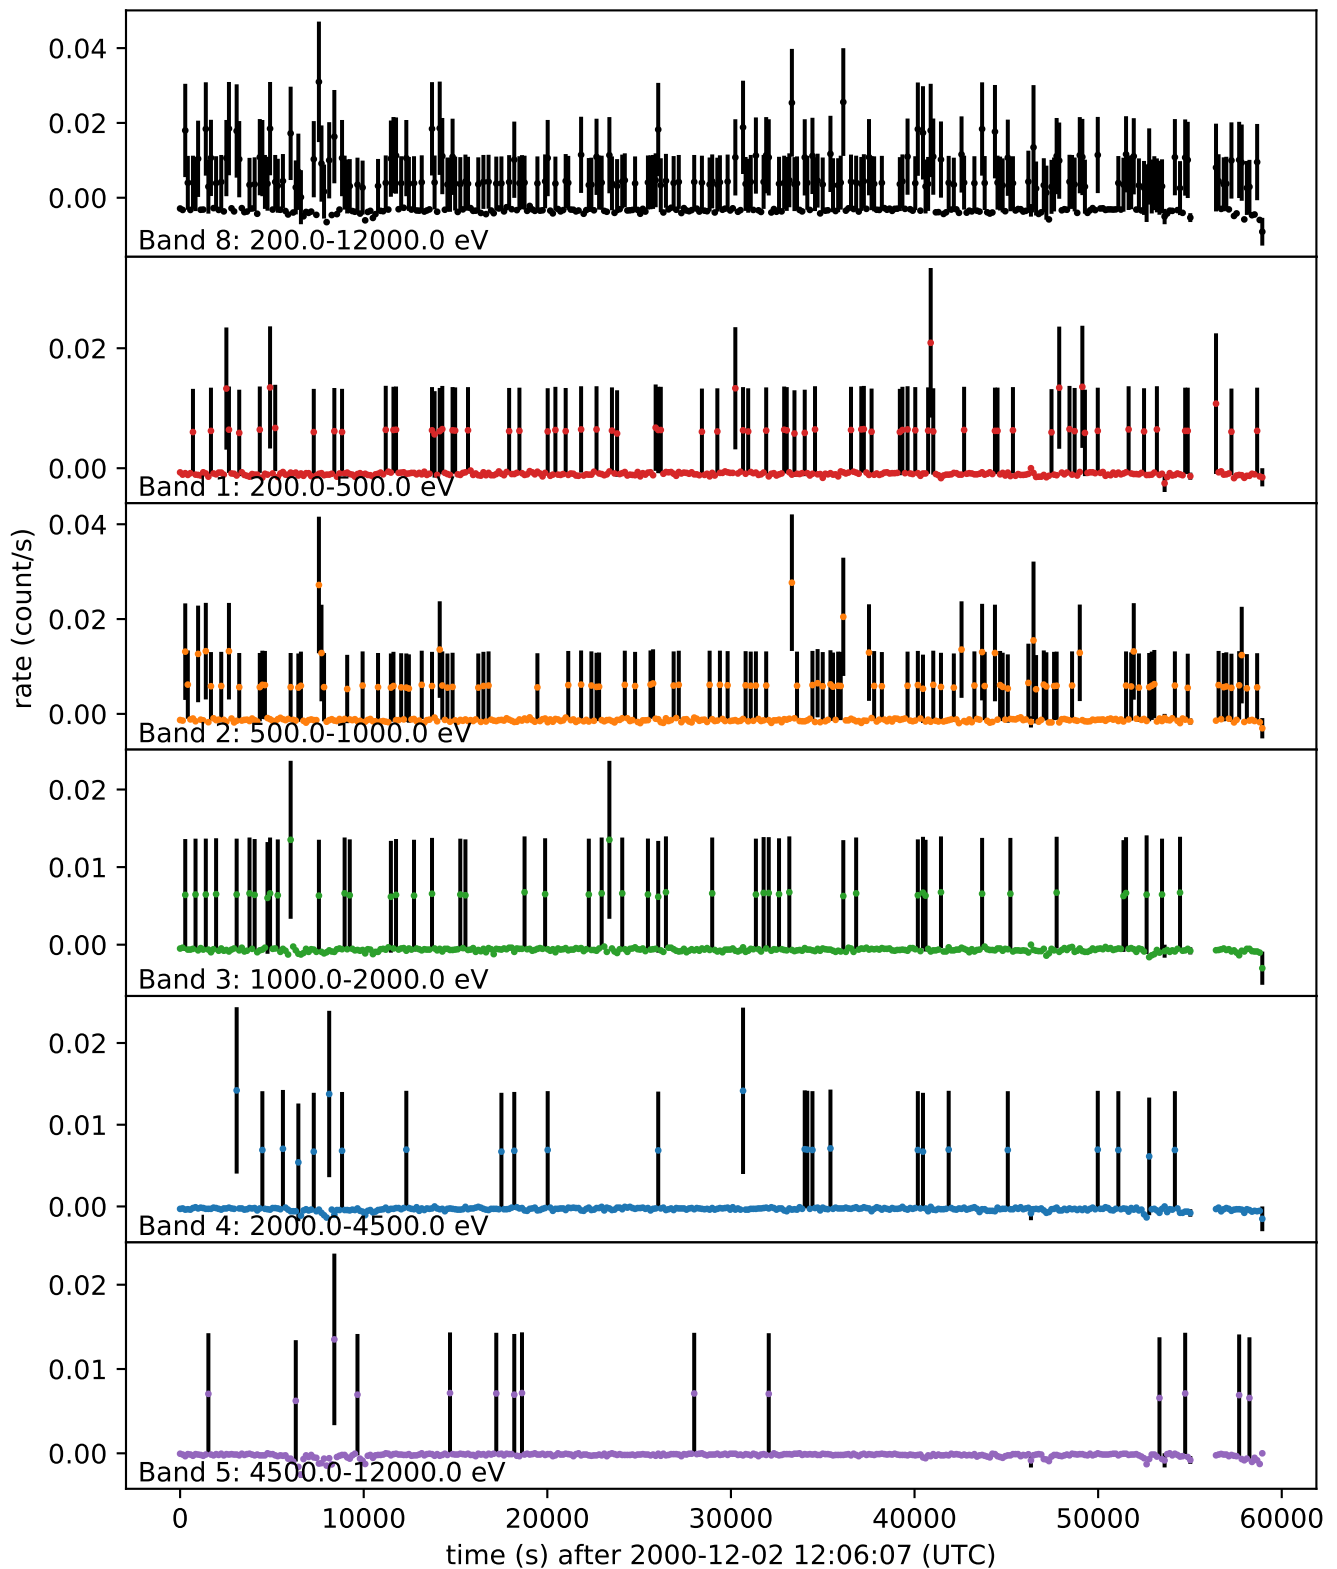 0.04
0.02
0.00
Band 8: 200.0-12000.0 eV
0.02
0.00
Band 1: 200.0-500.0 eV
0.04
0.02
0.00
Band 2: 500.0-1000.0 eV
rate (count/s)
0.02
0.01
0.00
Band 3: 1000.0-2000.0 eV
0.02
0.01
0.00
Band 4: 2000.0-4500.0 eV
0.02
0.01
0.00
Band 5: 4500.0-12000.0 eV
0 10000 20000 30000 40000 50000 60000
time (s) after 2000-12-02 12:06:07 (UTC)